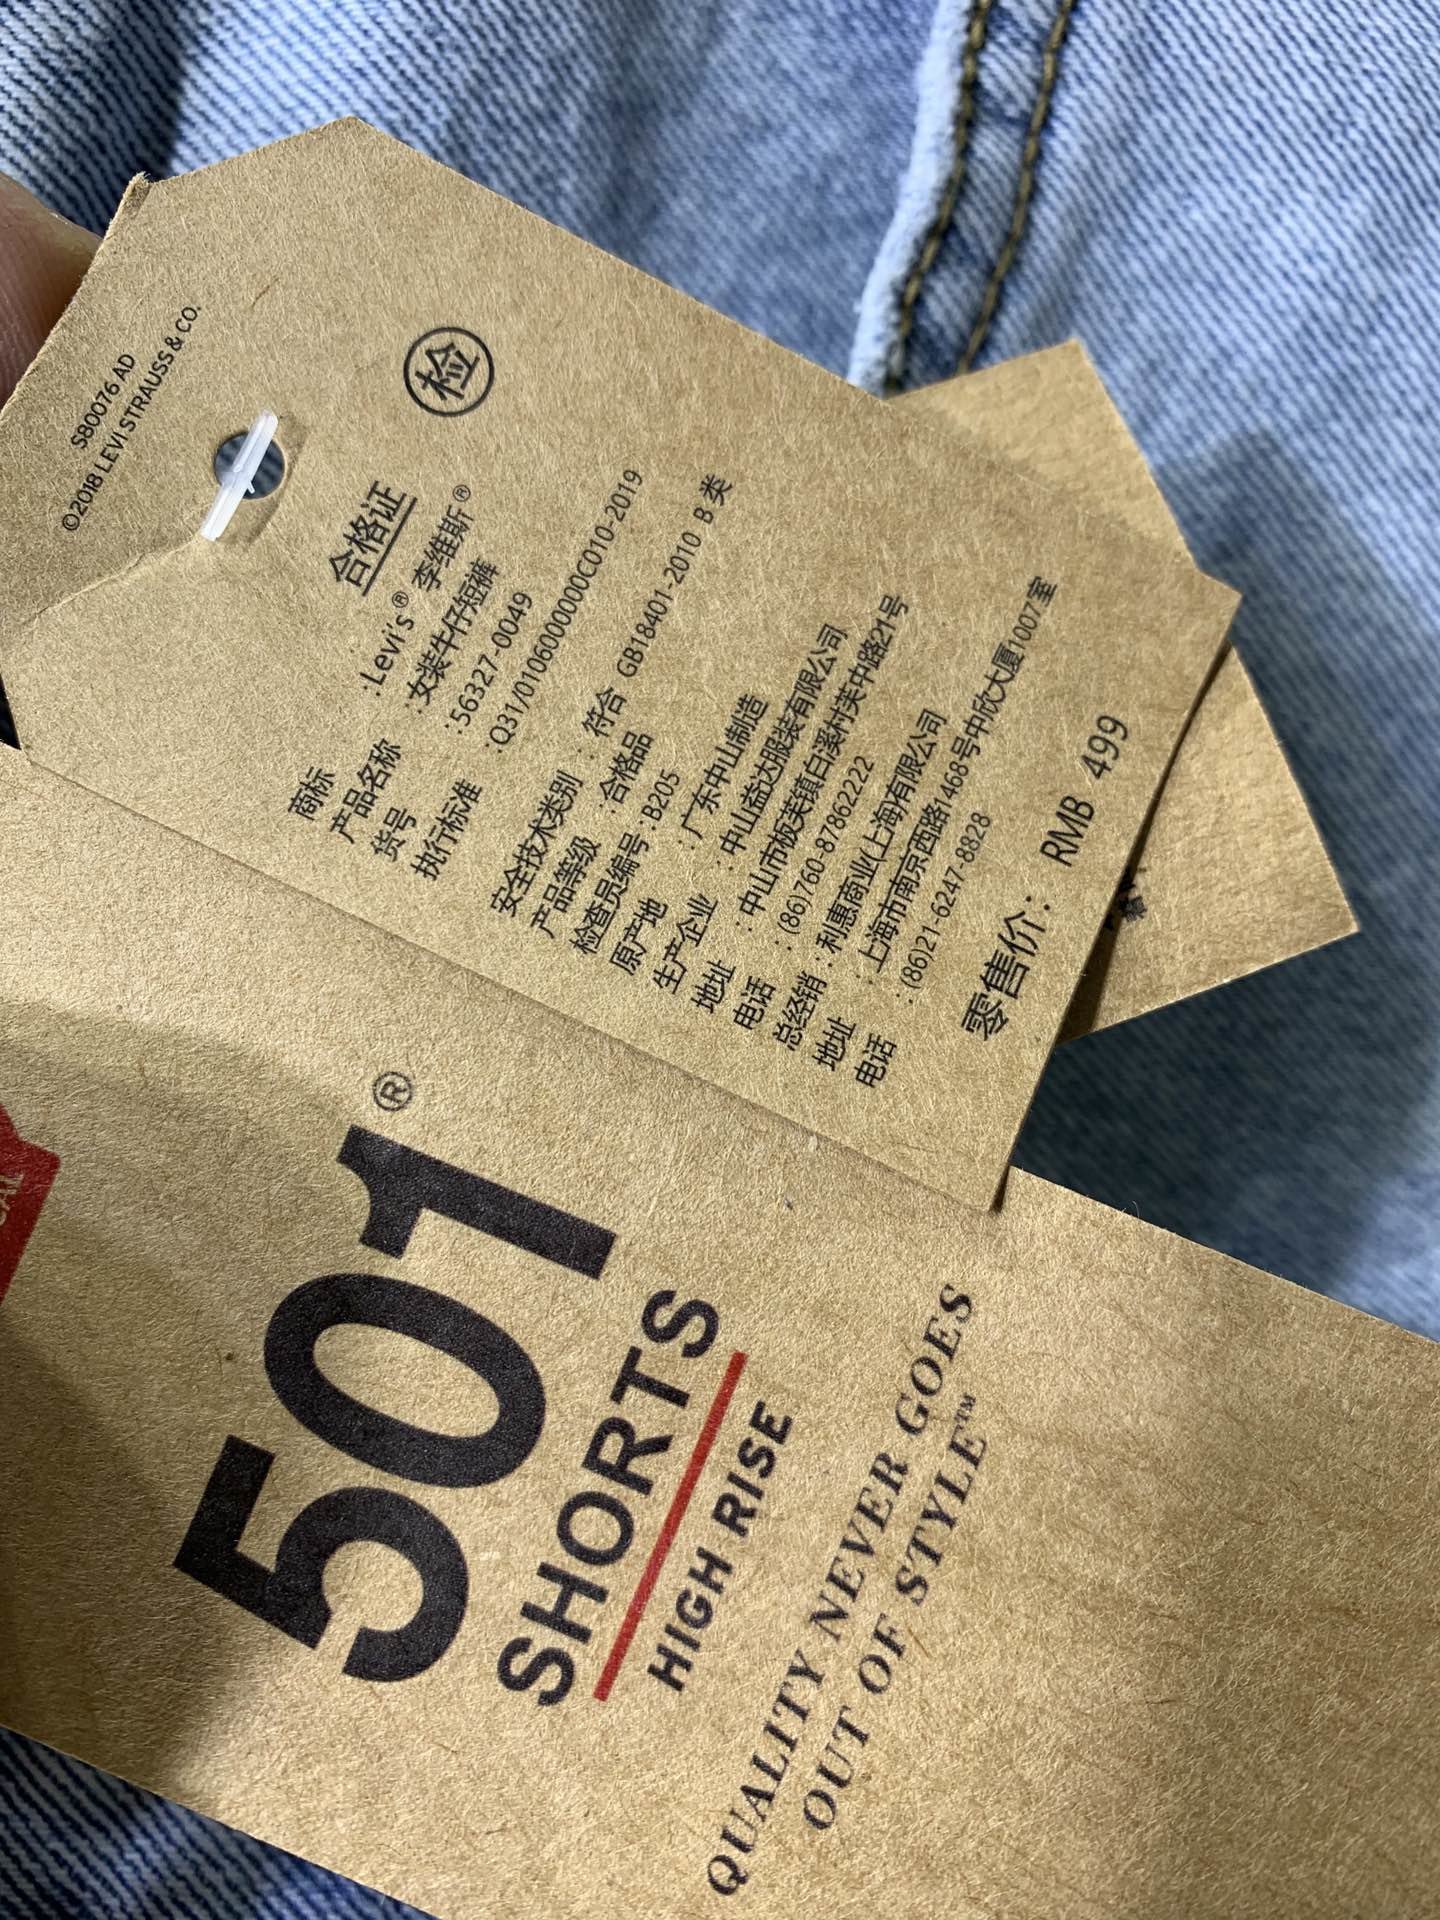 S80076 AD
©2018 LEVI STRAUSS & CO.
检
合格证
商标 :Levi's® 李维斯®
产品名称 :女装牛仔短裤
货号 :56327-0049
执行标准 :Q31/0106000000C010-2019
安全技术类别 : 符合 GB18401-2010 B 类
产品等级 :合格品
检查员编号:B205
原产地 :广东中山制造
生产企业 :中山益达服装有限公司
地址 :中山市板芙镇白溪村芙中路21号
电话 :(86)760-87862222
总经销 :利惠商业(上海)有限公司
地址 :上海市南京西路1468号中欣大厦1007室
电话 :(86)21-6247-8828
零售价: RMB 499
501®
SHORTS
HIGH RISE
QUALITY NEVER GOES
OUT OF STYLE™